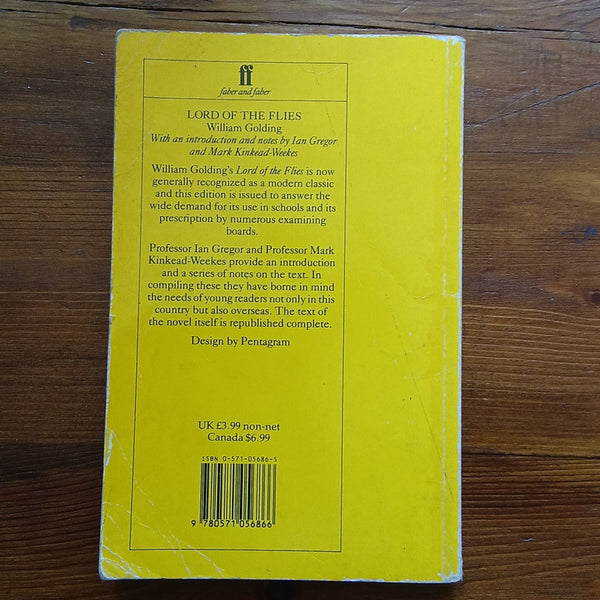 ff
faber and faber
LORD OF THE FLIES
William Golding
With an introduction and notes by Ian Gregor
and Mark Kinkead-Weekes
William Golding's Lord of the Flies is now
generally recognized as a modern classic
and this edition is issued to answer the
wide demand for its use in schools and its
prescription by numerous examining
boards.
Professor Ian Gregor and Professor Mark
Kinkead-Weekes provide an introduction
and a series of notes on the text. In
compiling these they have borne in mind
the needs of young readers not only in this
country but also overseas. The text of
the novel itself is republished complete.
Design by Pentagram
UK £3.99 non-net
Canada $6.99
ISBN 0-571-05686-5
9 780571 056866